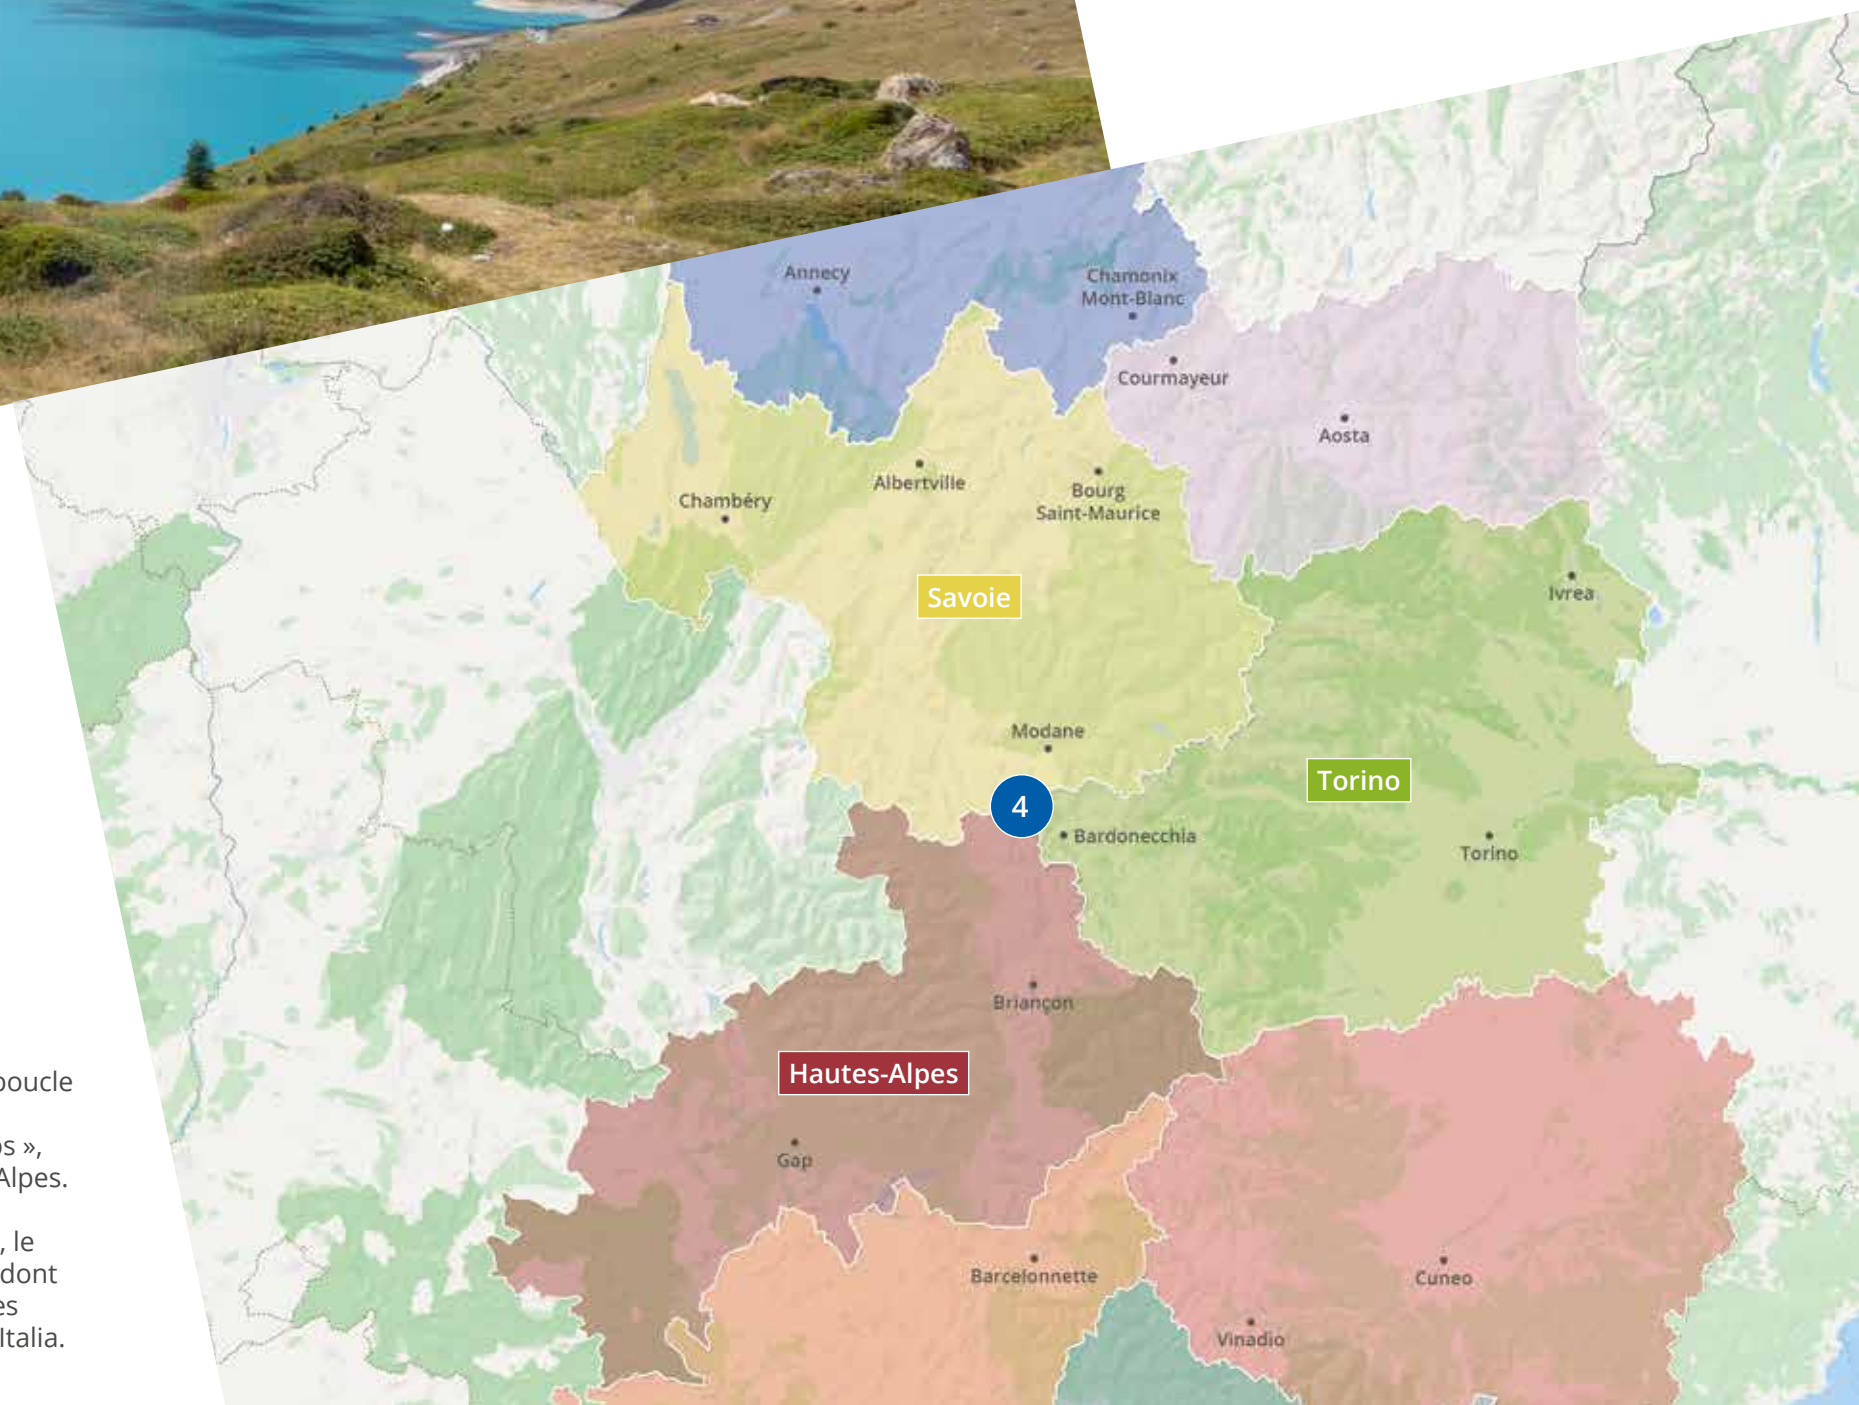 Annecy
Chamonix
Mont-Blanc
Courmayeur
Aosta
Albertville
Bourg
Saint-Maurice
Chambéry
Savoie
Ivrea
Modane
Torino
4
Bardonecchia
Torino
Briançon
Hautes-Alpes
Gap
Barcelonnette
Cuneo
Vinadio
boucle
s »,
Alpes.
, le
dont
es
Italia.